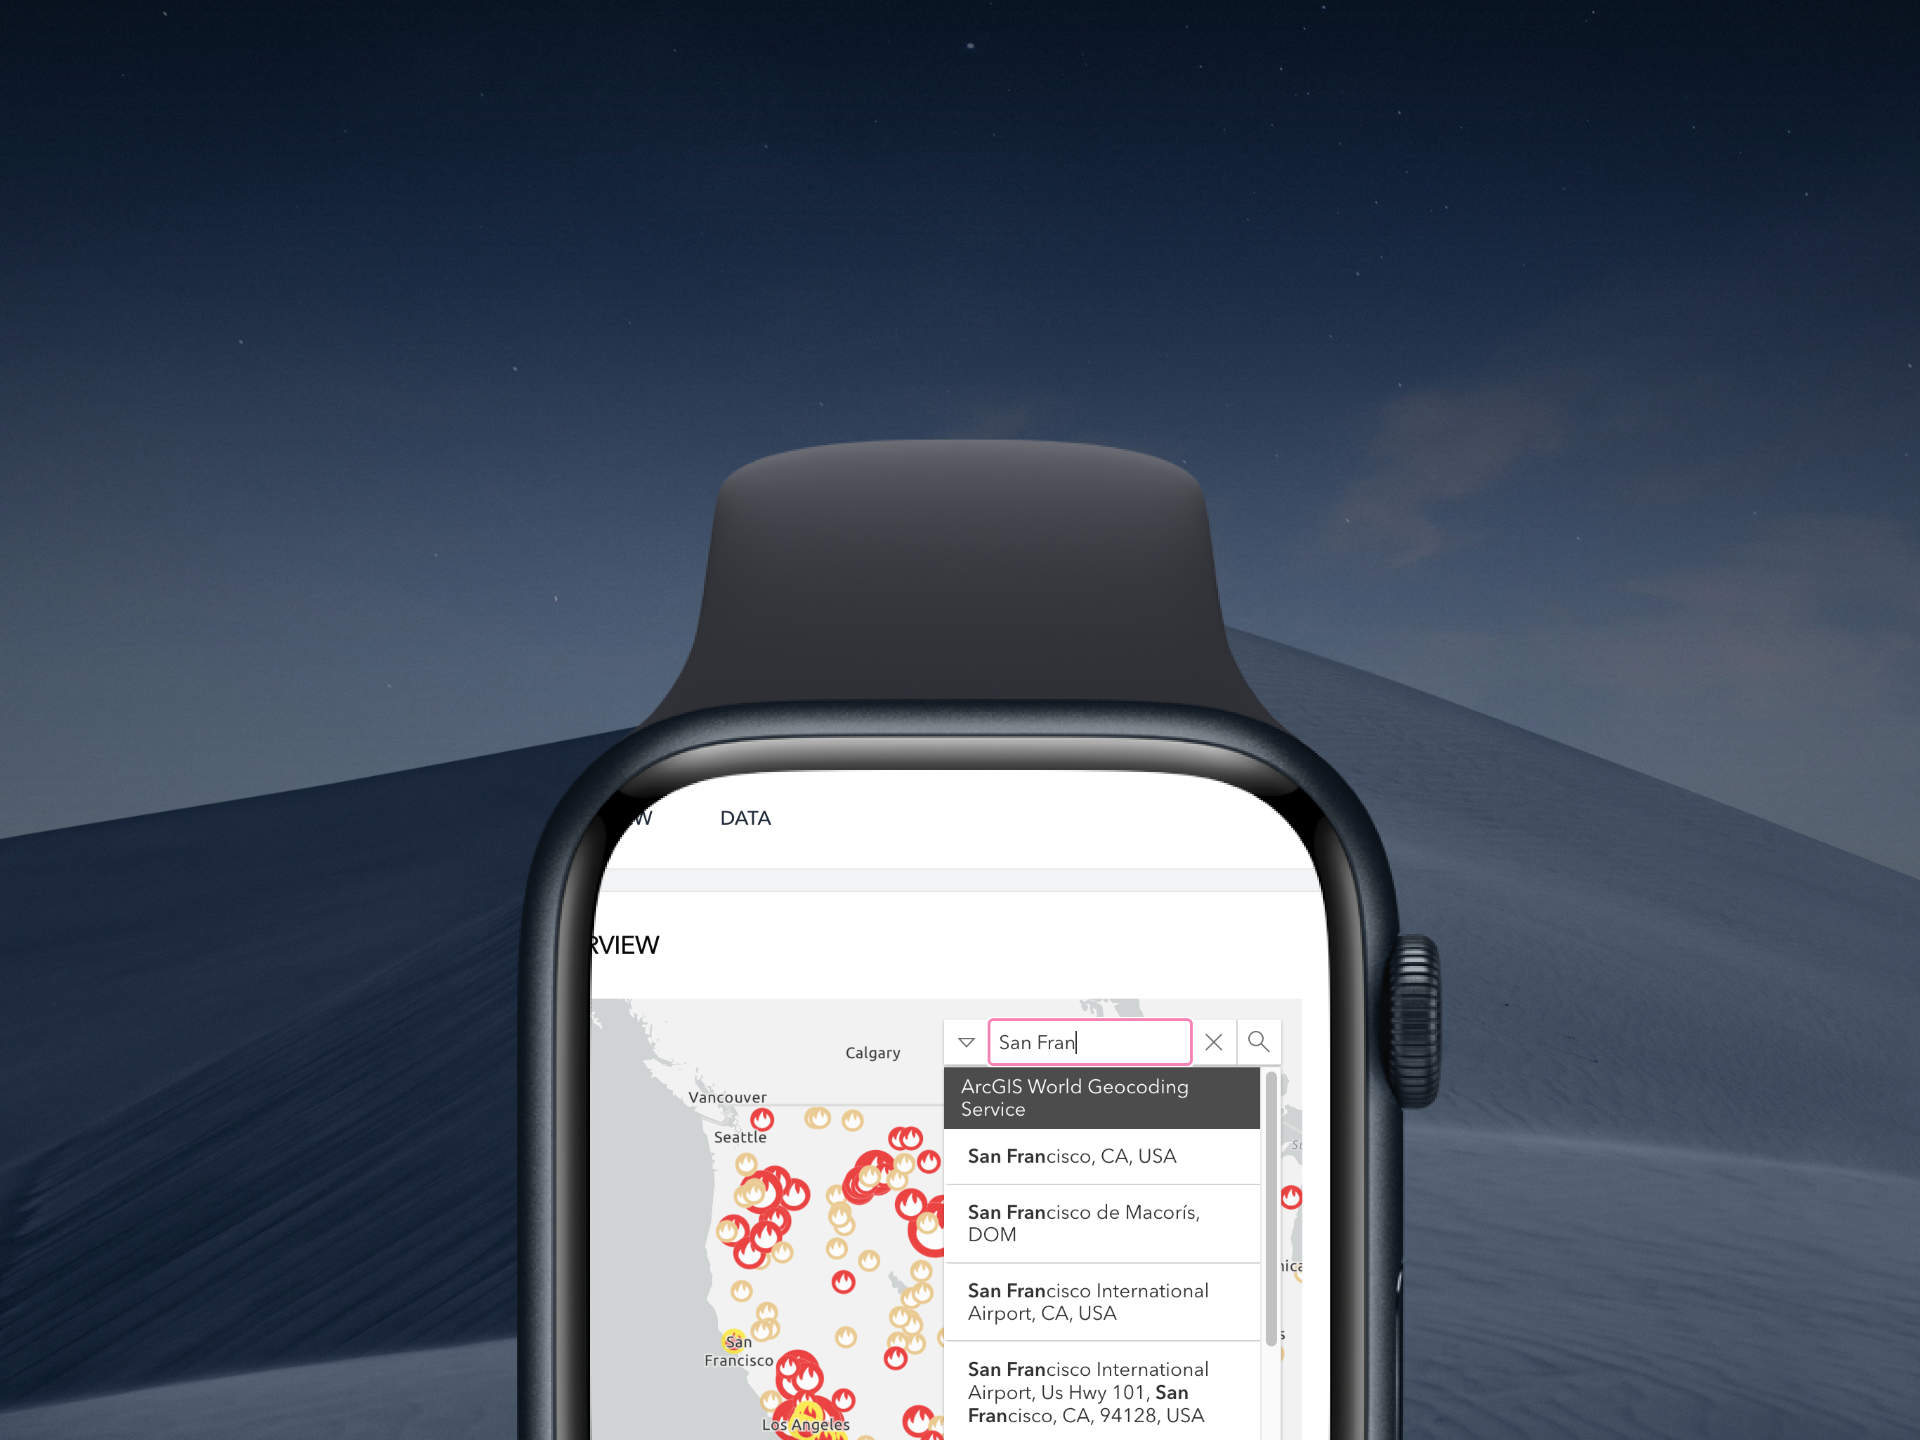 W
DATA
RVIEW
San Fran
Calgary
ArcGIS World Geocoding
Service
Vancouver
Seattle
San Francisco, CA, USA
San Francisco de Macorís,
DOM
San Francisco International
Airport, CA, USA
San
Francisco
San Francisco International
Airport, Us Hwy 101, San
Francisco, CA, 94128, USA
Los Angeles